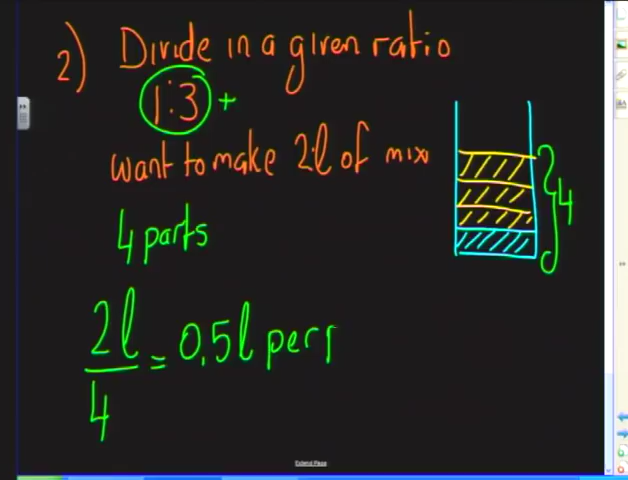 2) Divide in a given ratio
1:3 +
want to make 2l of mix
4 parts
4
2l
4
= 0.5l per
Extend Page